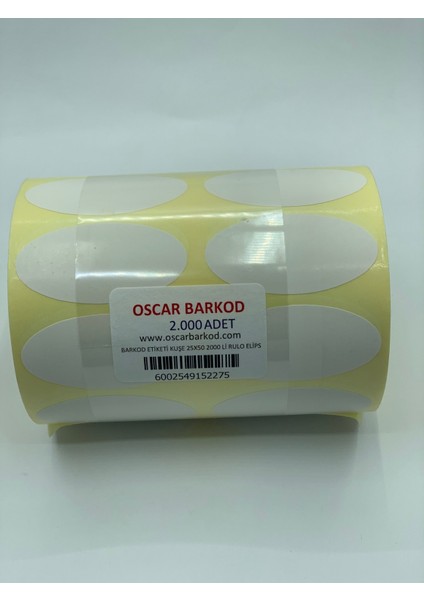 OSCAR BARKOD
2.000 ADET
www.oscarbarkod.com
BARKOD ETİKETİ KUŞE 25X50 2000 Lİ RULO ELİPS
6002549152275